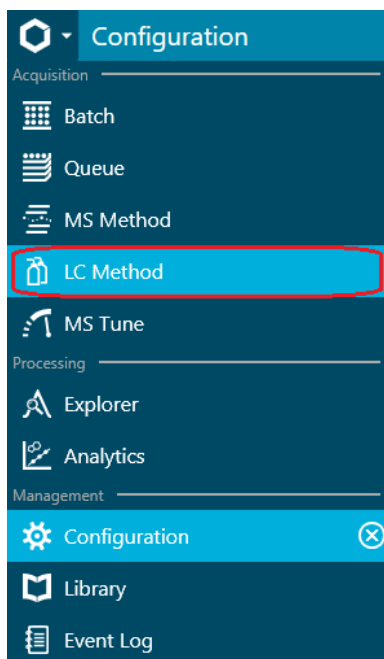 Configuration
Acquisition
Batch
Queue
MS Method
LC Method
MS Tune
Processing
Explorer
Analytics
Management
Configuration
Library
Event Log